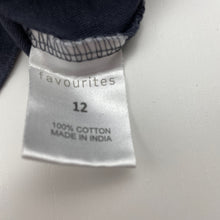 favourites
12
100% COTTON
MADE IN INDIA